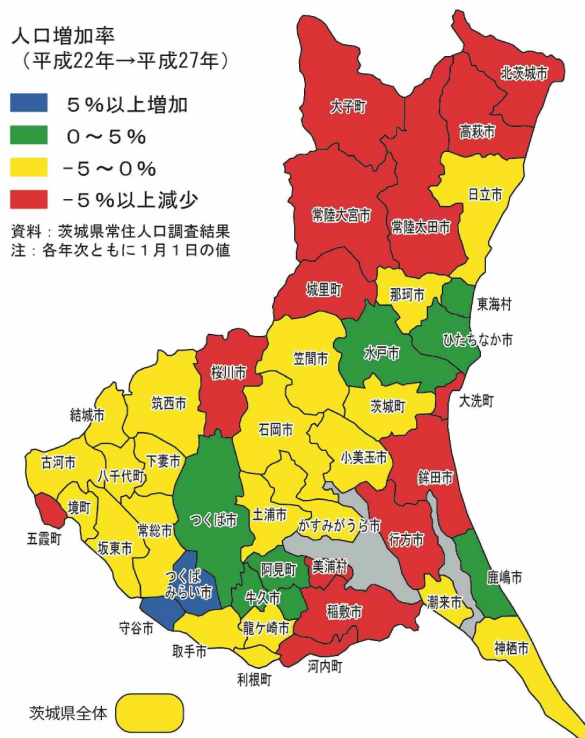 人口増加率
（平成22年→平成27年）
５％以上増加
０～５％
-５～０％
-５％以上減少
資料：茨城県常住人口調査結果
注：各年次ともに１月１日の値
北茨城市
大子町
高萩市
日立市
常陸大宮市
常陸太田市
城里町
那珂市
東海村
ひたちなか市
水戸市
笠間市
桜川市
大洗町
茨城町
筑西市
結城市
石岡市
小美玉市
古河市
八千代町
下妻市
鉾田市
境町
つくば市
土浦市
かすみがうら市
行方市
五霞町
坂東市
常総市
つくば
みらい市
阿見町
美浦村
鹿嶋市
牛久市
稲敷市
潮来市
守谷市
龍ケ崎市
神栖市
取手市
河内町
利根町
茨城県全体